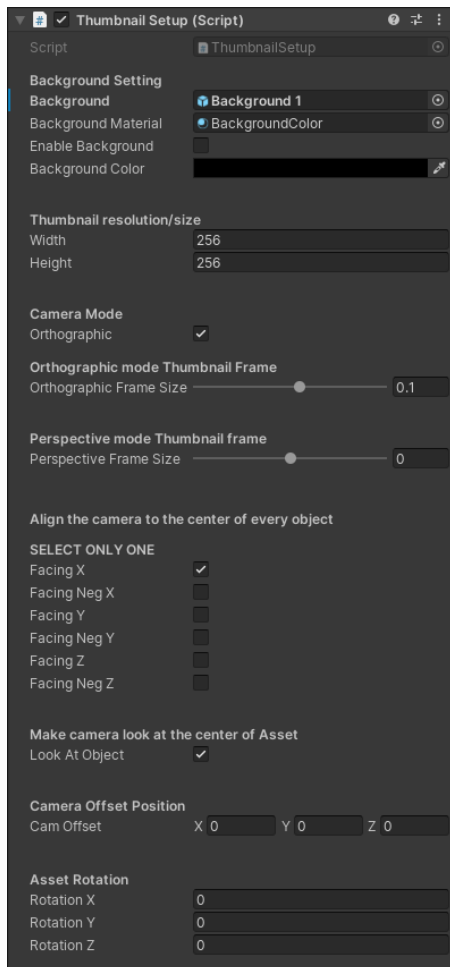 Thumbnail Setup (Script)
Script ThumbnailSetup
Background Setting
Background Background 1
Background Material BackgroundColor
Enable Background
Background Color
Thumbnail resolution/size
Width 256
Height 256
Camera Mode
Orthographic
Orthographic mode Thumbnail Frame
Orthographic Frame Size 0.1
Perspective mode Thumbnail frame
Perspective Frame Size 0
Align the camera to the center of every object
SELECT ONLY ONE
Facing X
Facing Neg X
Facing Y
Facing Neg Y
Facing Z
Facing Neg Z
Make camera look at the center of Asset
Look At Object
Camera Offset Position
Cam Offset X 0 Y 0 Z 0
Asset Rotation
Rotation X 0
Rotation Y 0
Rotation Z 0